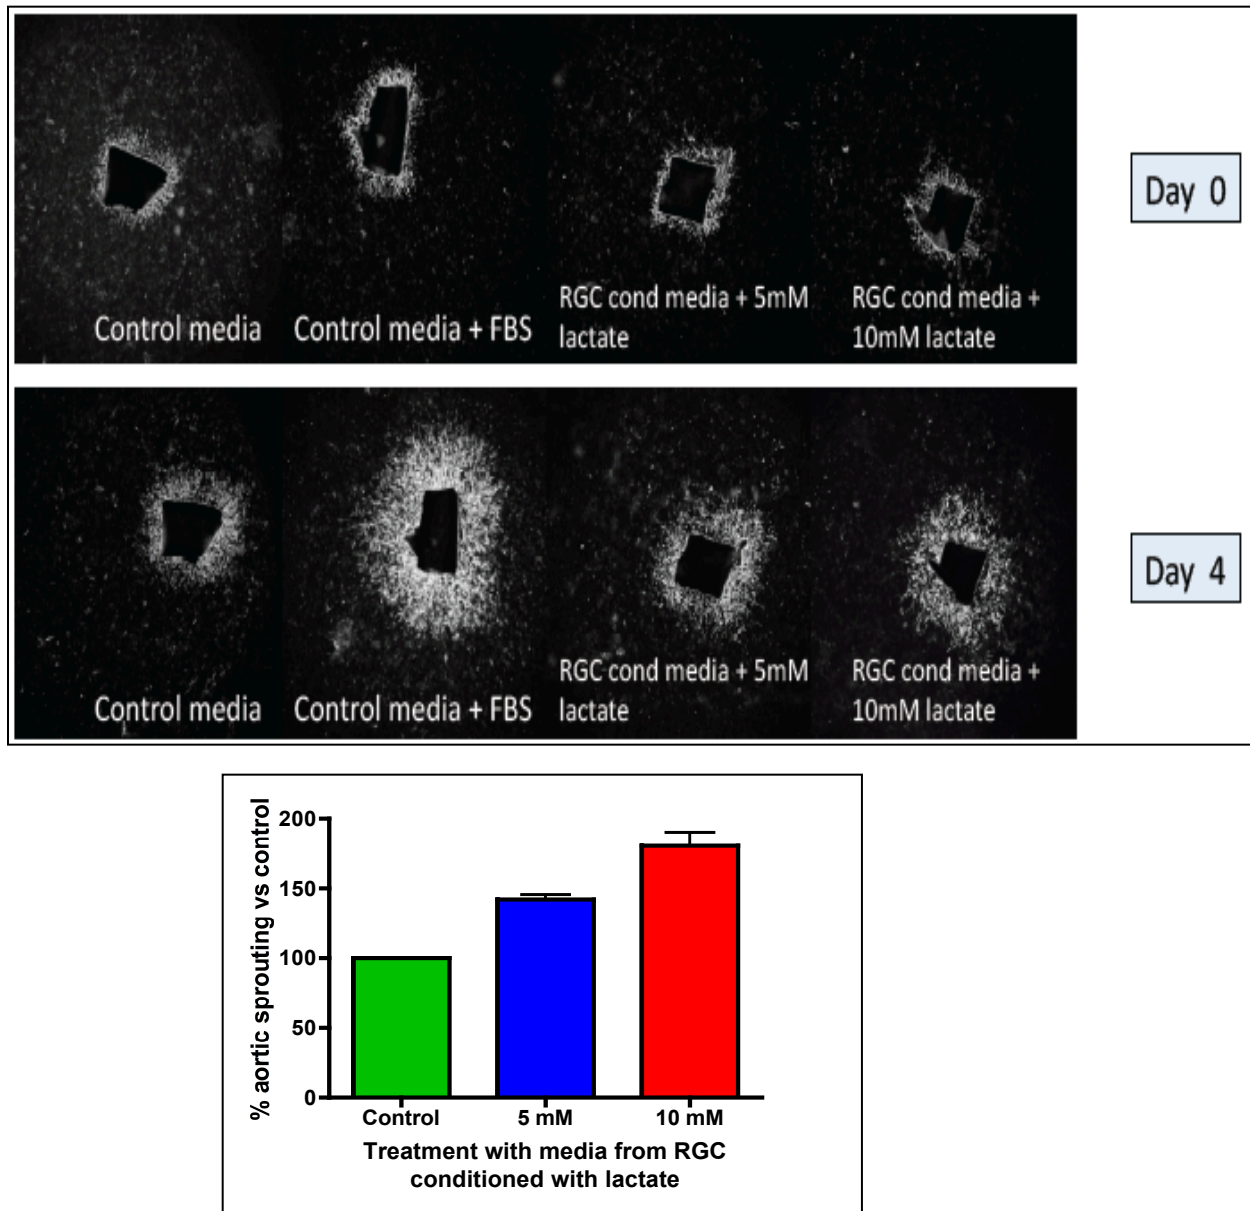 Control media
Control media + FBS
RGC cond media + 5mM
lactate
RGC cond media +
10mM lactate
Day 0
Control media
Control media + FBS
RGC cond media + 5mM
lactate
RGC cond media +
10mM lactate
Day 4
% aortic sprouting vs control
200
150
100
50
0
Control
5 mM
10 mM
Treatment with media from RGC
conditioned with lactate